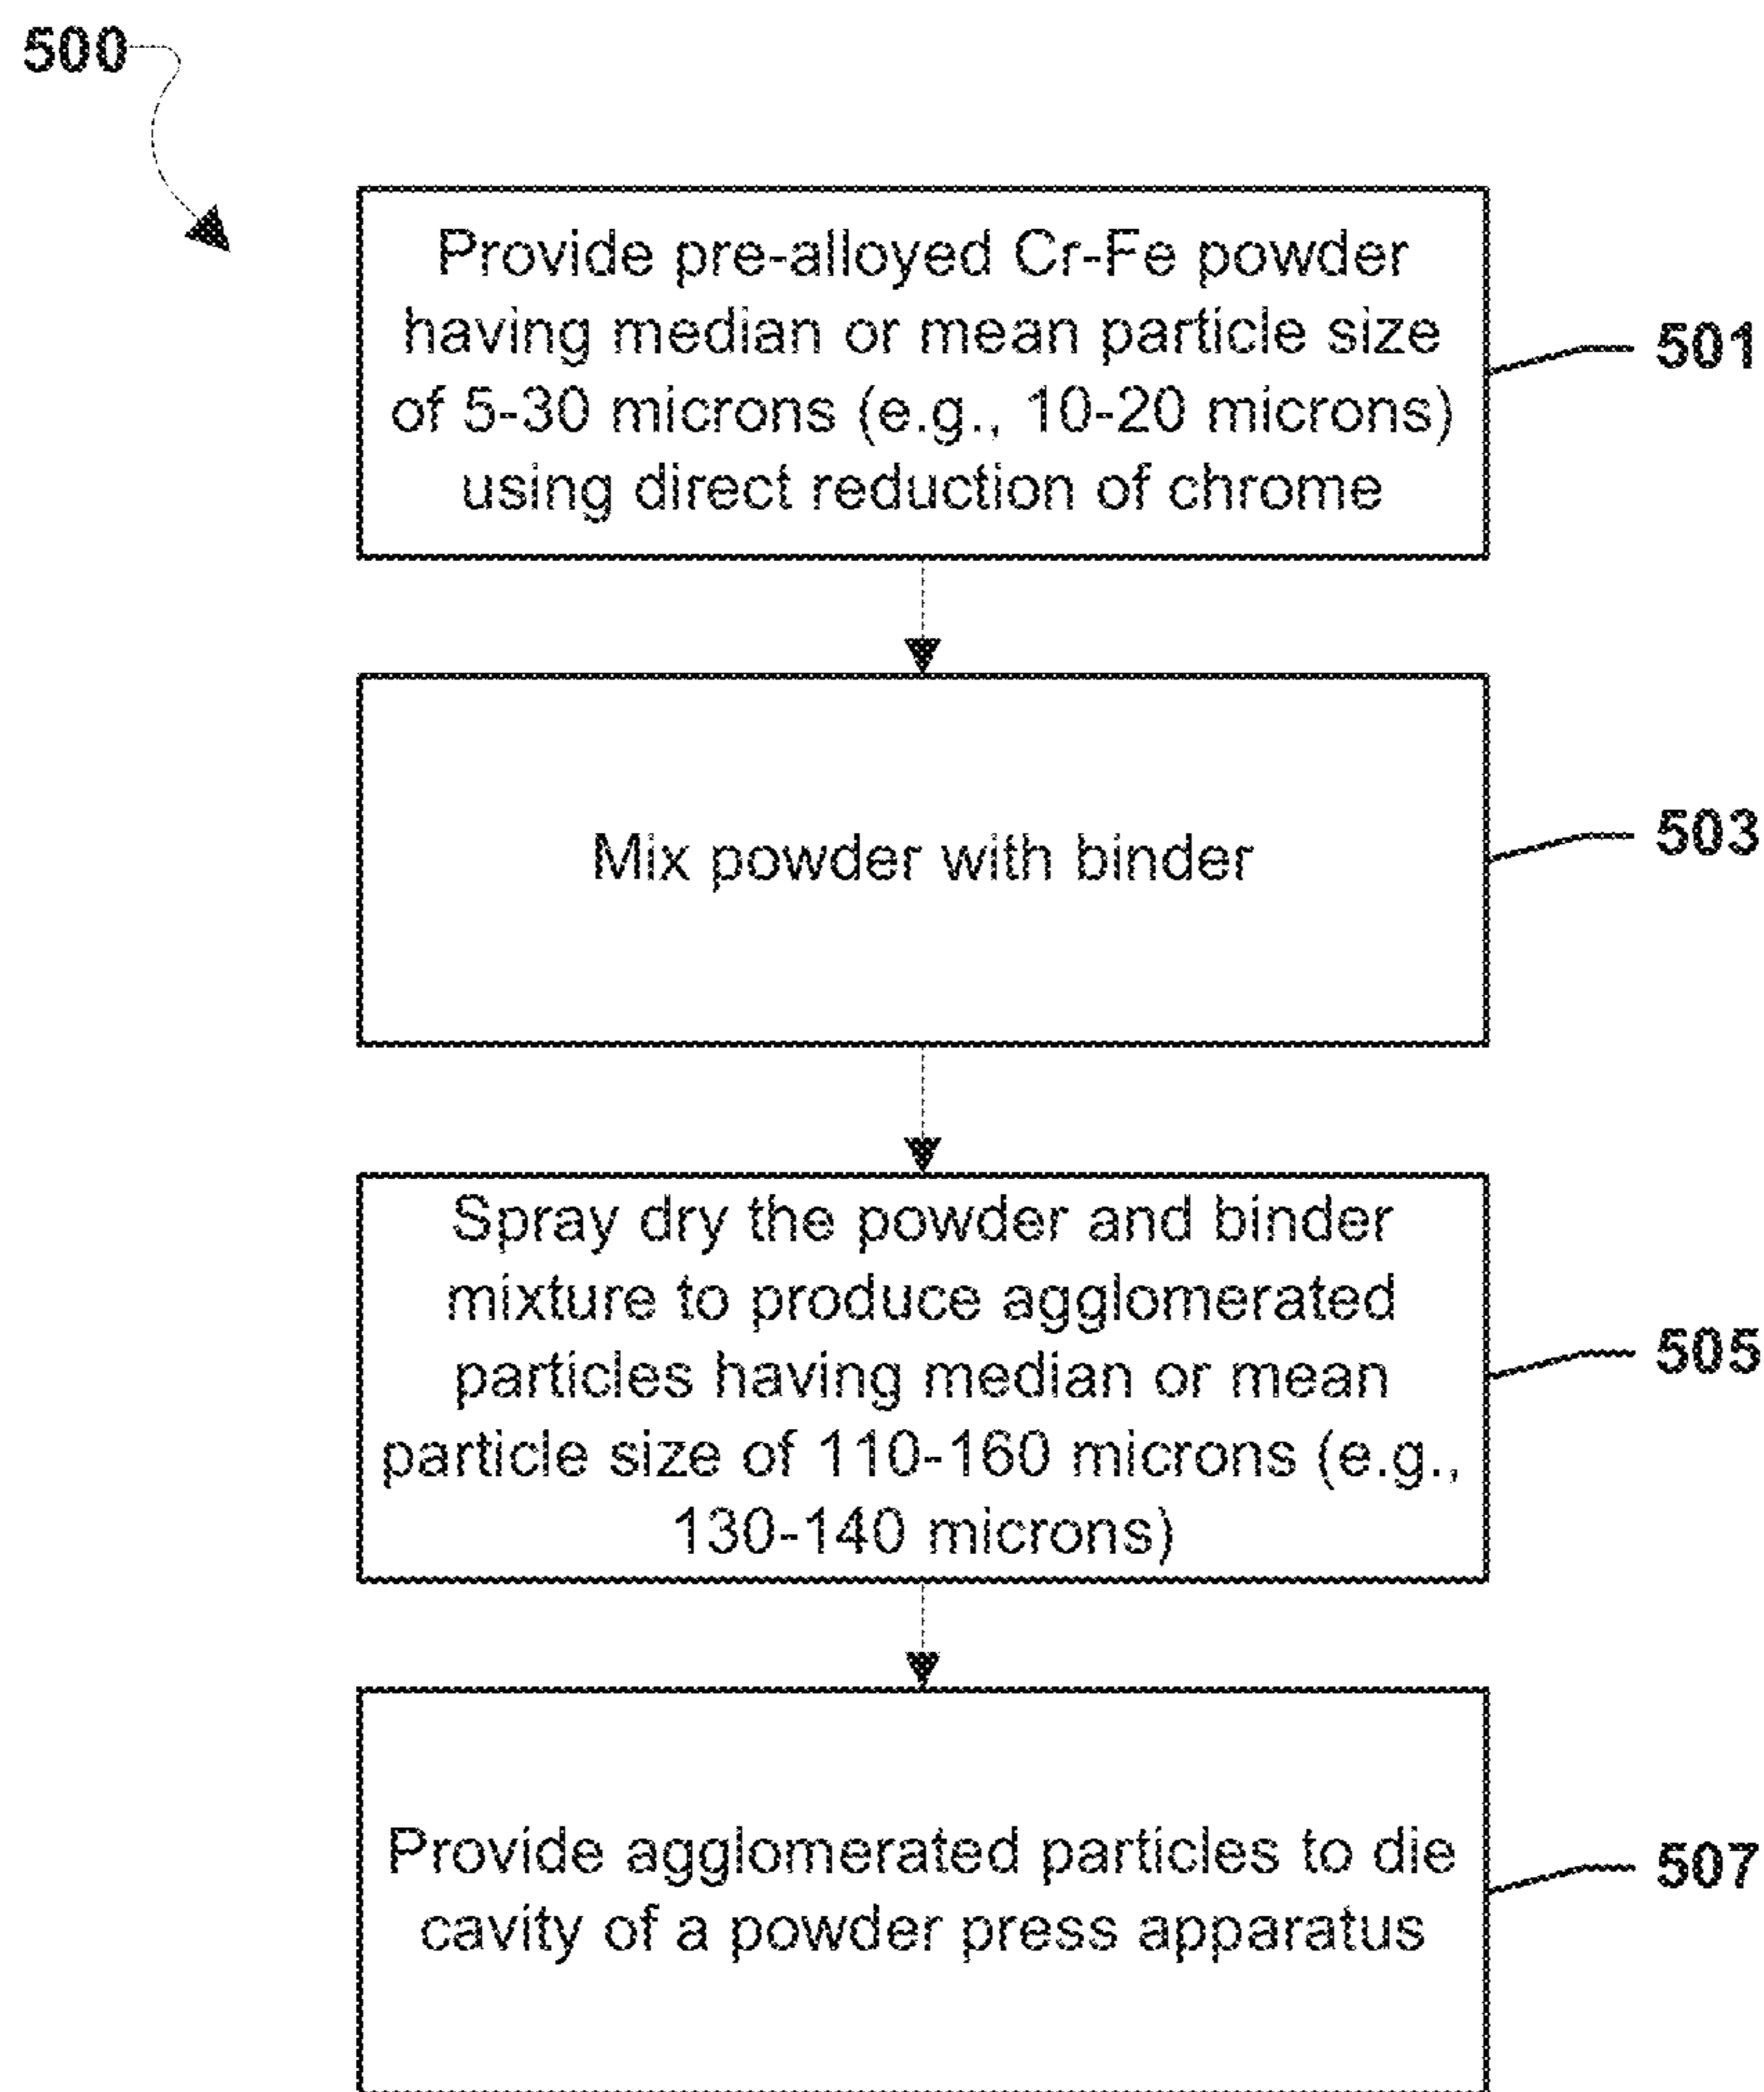 500
Provide pre-alloyed Cr-Fe powder
having median or mean particle size
of 5-30 microns (e.g., 10-20 microns)
using direct reduction of chrome
501
Mix powder with binder
503
Spray dry the powder and binder
mixture to produce agglomerated
particles having median or mean
particle size of 110-160 microns (e.g.,
130-140 microns)
505
Provide agglomerated particles to die
cavity of a powder press apparatus
507